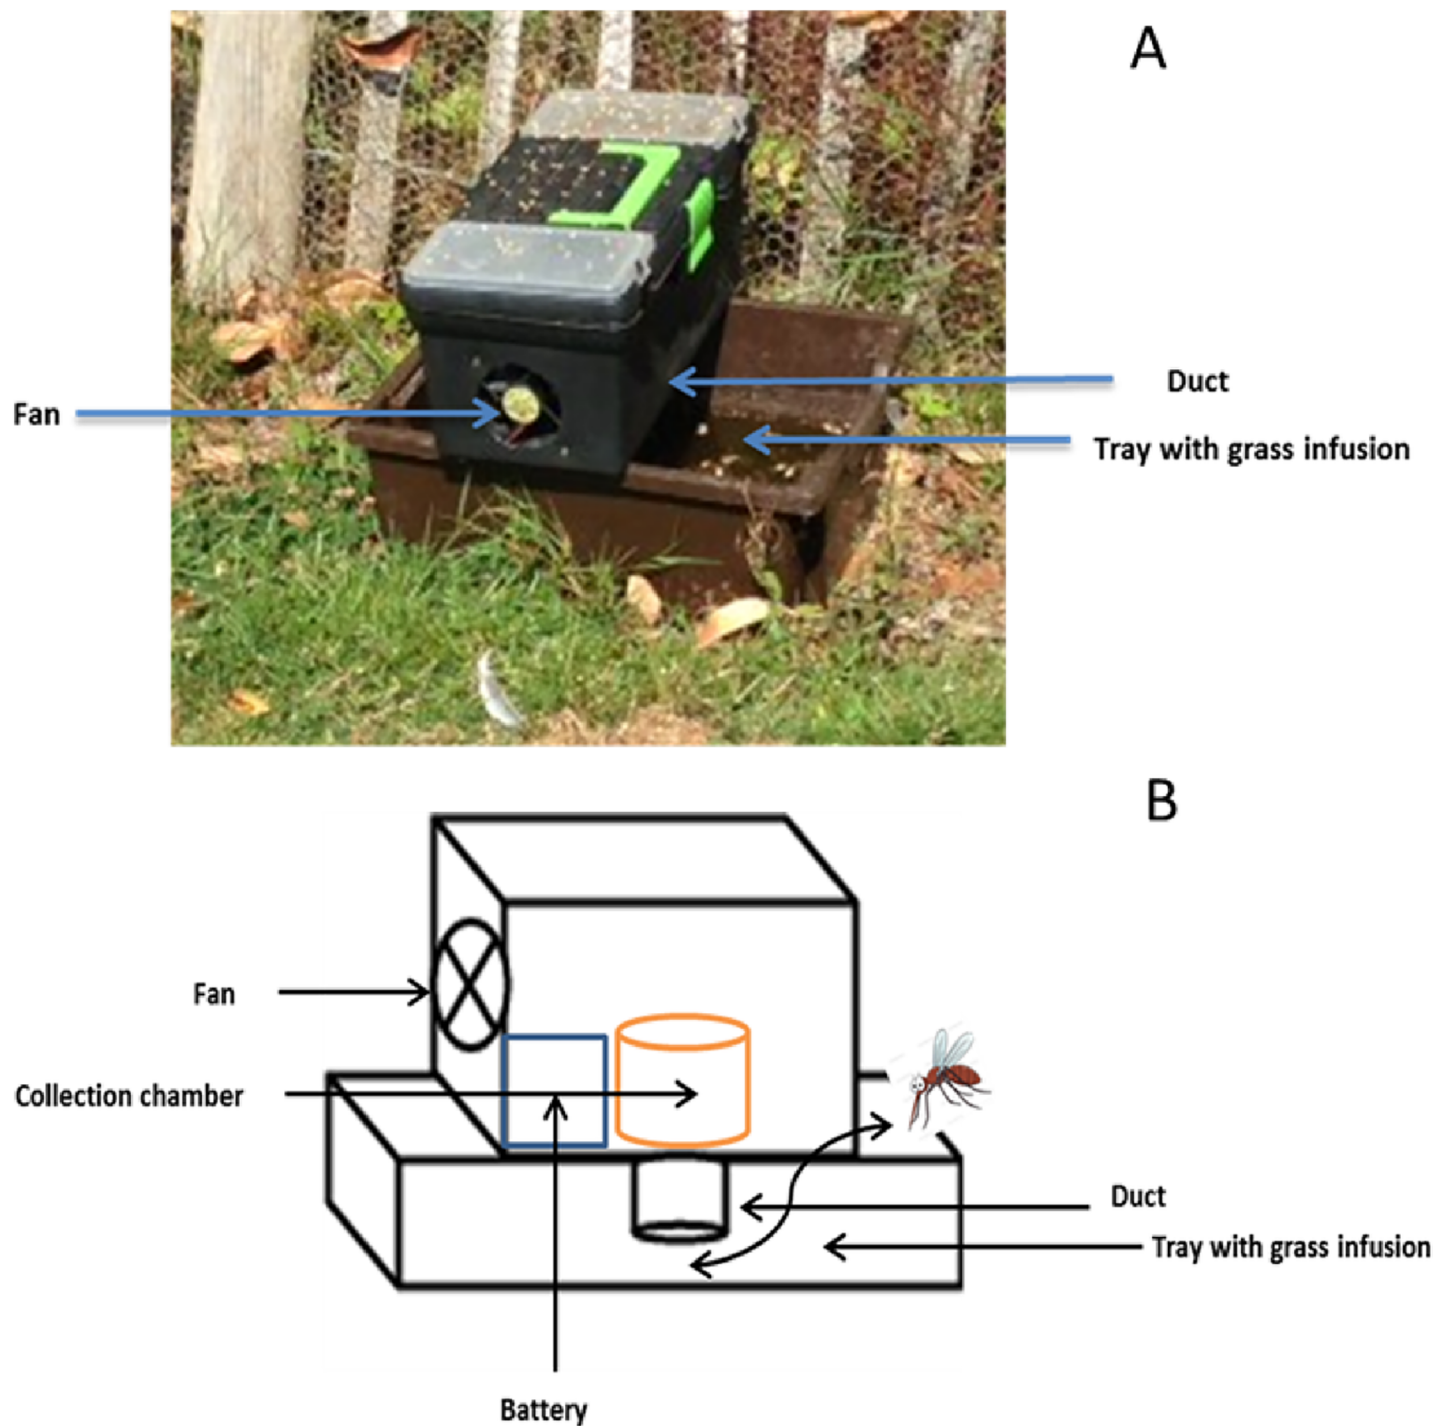 A
Fan
Duct
Tray with grass infusion
B
Fan
Collection chamber
Duct
Tray with grass infusion
Battery